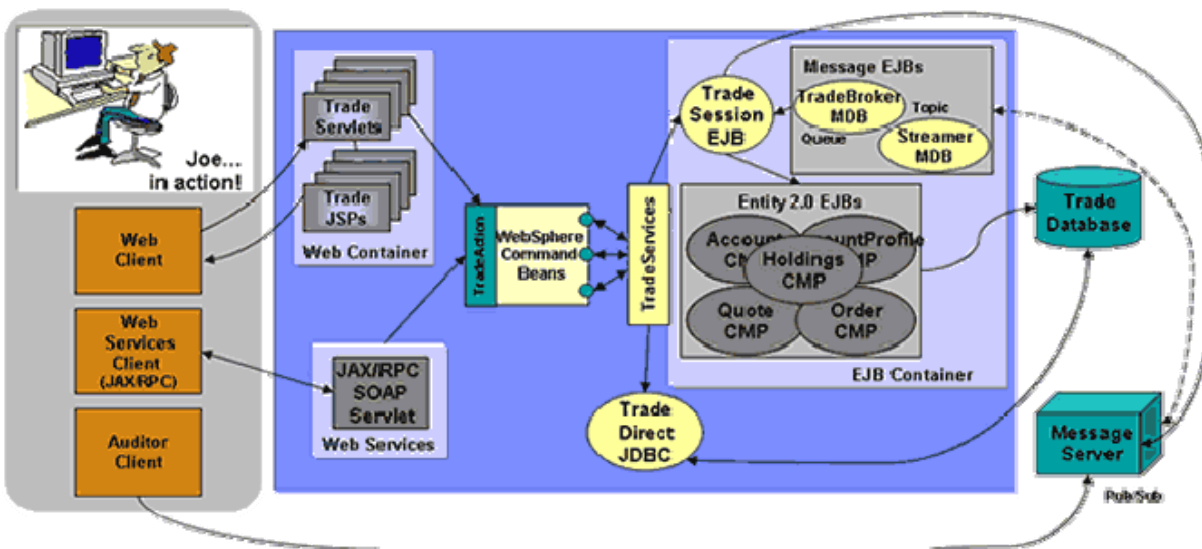 Joe...
in action!
Web
Client
Web
Services
Client
(JAX/RPC)
Auditor
Client
Trade
Servlets
Trade
JSPs
Web Container
JAX/RPC
SOAP
Servlet
Web Services
TradeAction
WebSphere
Command
Beans
TradeServices
Trade
Session
EJB
Message EJBs
TradeBroker
MDB
Topic
Queue
Streamer
MDB
Entity 2.0 EJBs
Account
ountProfile
C
MP
Holdings
CMP
Quote
CMP
Order
CMP
EJB Container
Trade
Direct
JDBC
Trade
Database
Message
Server
Pub/Sub